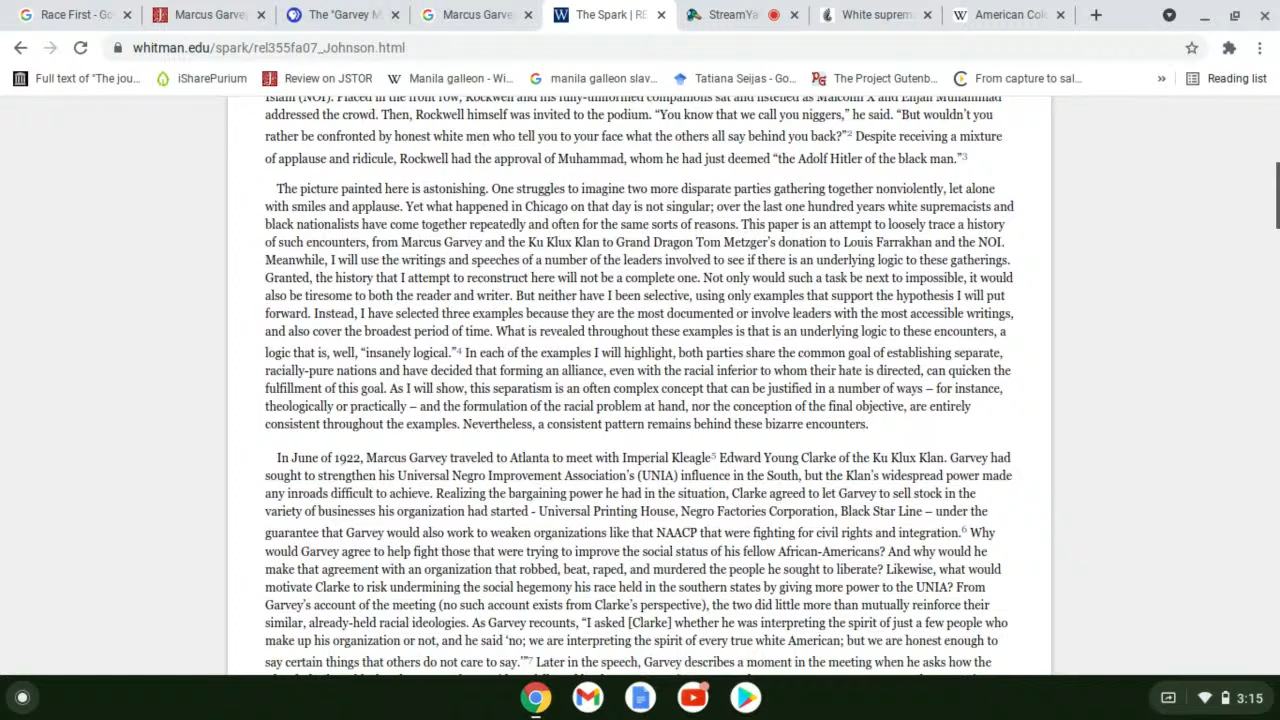 Race First - Go
Marcus Garve
The "Garvey M
Marcus Garve
The Spark | RE
StreamYa
White suprem
American Col
whitman.edu/spark/rel355fa07_Johnson.html
Full text of "The jou...
iSharePurium
Review on JSTOR
Manila galleon - Wi...
manila galleon slav...
Tatiana Seijas - Go...
The Project Gutenb...
From capture to sal...
»
Reading list
Islam (NOI). Placed in the front row, Rockwell and his fully-uniformed companions sat and listened as Malcolm X and Elijah Muhammad
addressed the crowd. Then, Rockwell himself was invited to the podium. “You know that we call you niggers,” he said. “But wouldn’t you
rather be confronted by honest white men who tell you to your face what the others all say behind you back?”2 Despite receiving a mixture
of applause and ridicule, Rockwell had the approval of Muhammad, whom he had just deemed “the Adolf Hitler of the black man.”3
The picture painted here is astonishing. One struggles to imagine two more disparate parties gathering together nonviolently, let alone
with smiles and applause. Yet what happened in Chicago on that day is not singular; over the last one hundred years white supremacists and
black nationalists have come together repeatedly and often for the same sorts of reasons. This paper is an attempt to loosely trace a history
of such encounters, from Marcus Garvey and the Ku Klux Klan to Grand Dragon Tom Metzger’s donation to Louis Farrakhan and the NOI.
Meanwhile, I will use the writings and speeches of a number of the leaders involved to see if there is an underlying logic to these gatherings.
Granted, the history that I attempt to reconstruct here will not be a complete one. Not only would such a task be next to impossible, it would
also be tiresome to both the reader and writer. But neither have I been selective, using only examples that support the hypothesis I will put
forward. Instead, I have selected three examples because they are the most documented or involve leaders with the most accessible writings,
and also cover the broadest period of time. What is revealed throughout these examples is that is an underlying logic to these encounters, a
logic that is, well, “insanely logical.”4 In each of the examples I will highlight, both parties share the common goal of establishing separate,
racially-pure nations and have decided that forming an alliance, even with the racial inferior to whom their hate is directed, can quicken the
fulfillment of this goal. As I will show, this separatism is an often complex concept that can be justified in a number of ways – for instance,
theologically or practically – and the formulation of the racial problem at hand, nor the conception of the final objective, are entirely
consistent throughout the examples. Nevertheless, a consistent pattern remains behind these bizarre encounters.
In June of 1922, Marcus Garvey traveled to Atlanta to meet with Imperial Kleagle5 Edward Young Clarke of the Ku Klux Klan. Garvey had
sought to strengthen his Universal Negro Improvement Association’s (UNIA) influence in the South, but the Klan’s widespread power made
any inroads difficult to achieve. Realizing the bargaining power he had in the situation, Clarke agreed to let Garvey to sell stock in the
variety of businesses his organization had started - Universal Printing House, Negro Factories Corporation, Black Star Line – under the
guarantee that Garvey would also work to weaken organizations like that NAACP that were fighting for civil rights and integration.6 Why
would Garvey agree to help fight those that were trying to improve the social status of his fellow African-Americans? And why would he
make that agreement with an organization that robbed, beat, raped, and murdered the people he sought to liberate? Likewise, what would
motivate Clarke to risk undermining the social hegemony his race held in the southern states by giving more power to the UNIA? From
Garvey’s account of the meeting (no such account exists from Clarke’s perspective), the two did little more than mutually reinforce their
similar, already-held racial ideologies. As Garvey recounts, “I asked [Clarke] whether he was interpreting the spirit of just a few people who
make up his organization or not, and he said ‘no; we are interpreting the spirit of every true white American; but we are honest enough to
say certain things that others do not care to say.’”7 Later in the speech, Garvey describes a moment in the meeting when he asks how the
3:15